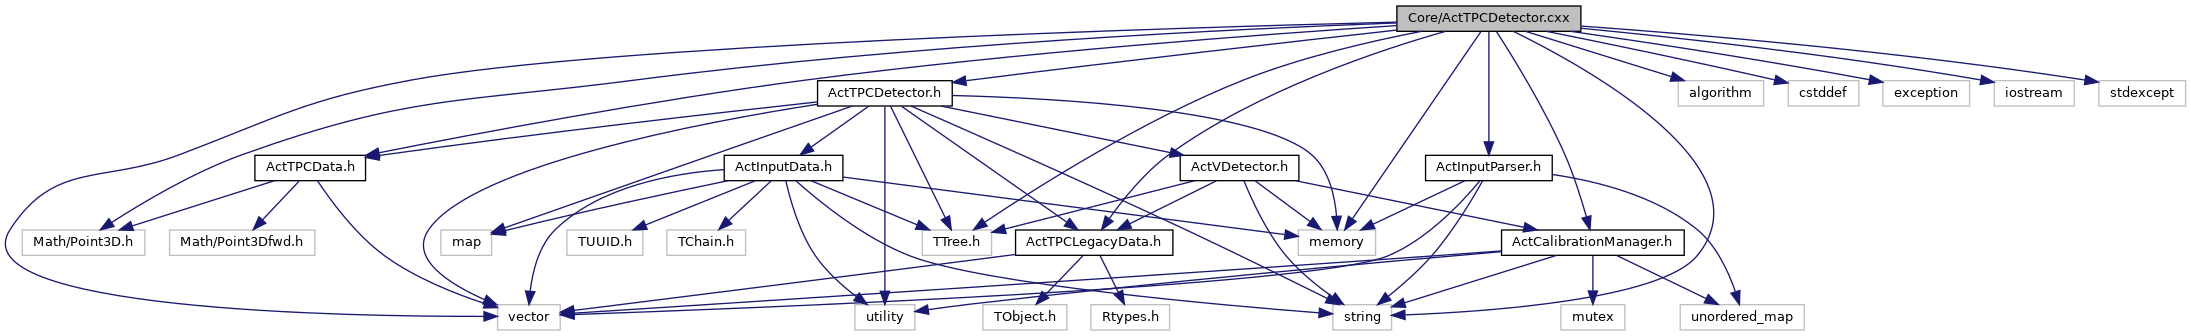 Core/ActTPCDetector.cxx
ActTPCDetector.h
algorithm
cstddef
exception
iostream
stdexcept
ActTPCData.h
ActInputData.h
ActVDetector.h
ActInputParser.h
Math/Point3D.h
Math/Point3Dfwd.h
map
TUUID.h
TChain.h
TTree.h
ActTPCLegacyData.h
memory
ActCalibrationManager.h
vector
utility
TObject.h
Rtypes.h
string
mutex
unordered_map